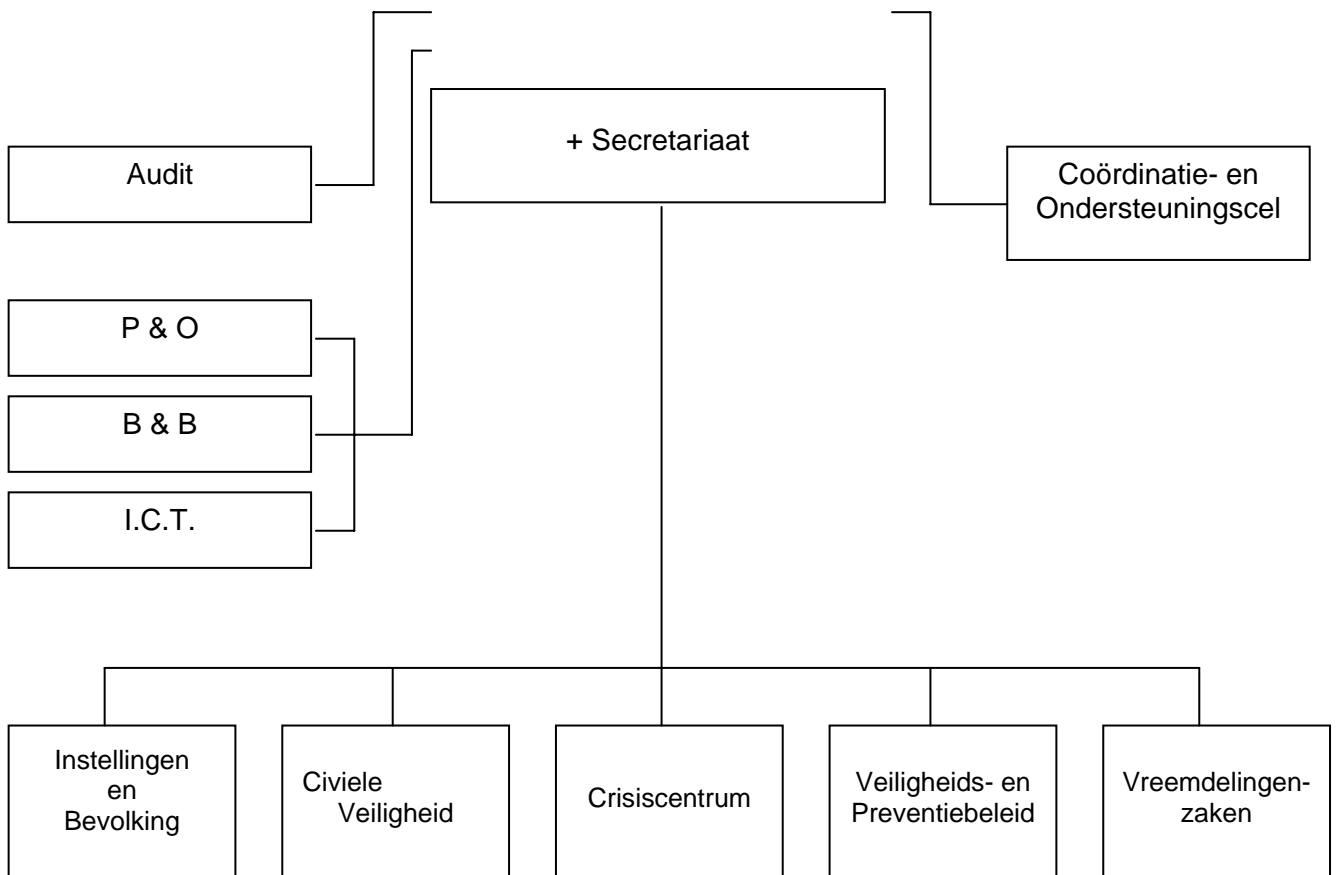 + Secretariaat
Audit
Coördinatie- en
Ondersteuningscel
P & O
B & B
I.C.T.
Instellingen
en
Bevolking
Civiele
Veiligheid
Crisiscentrum
Veiligheids- en
Preventiebeleid
Vreemdelingen-
zaken